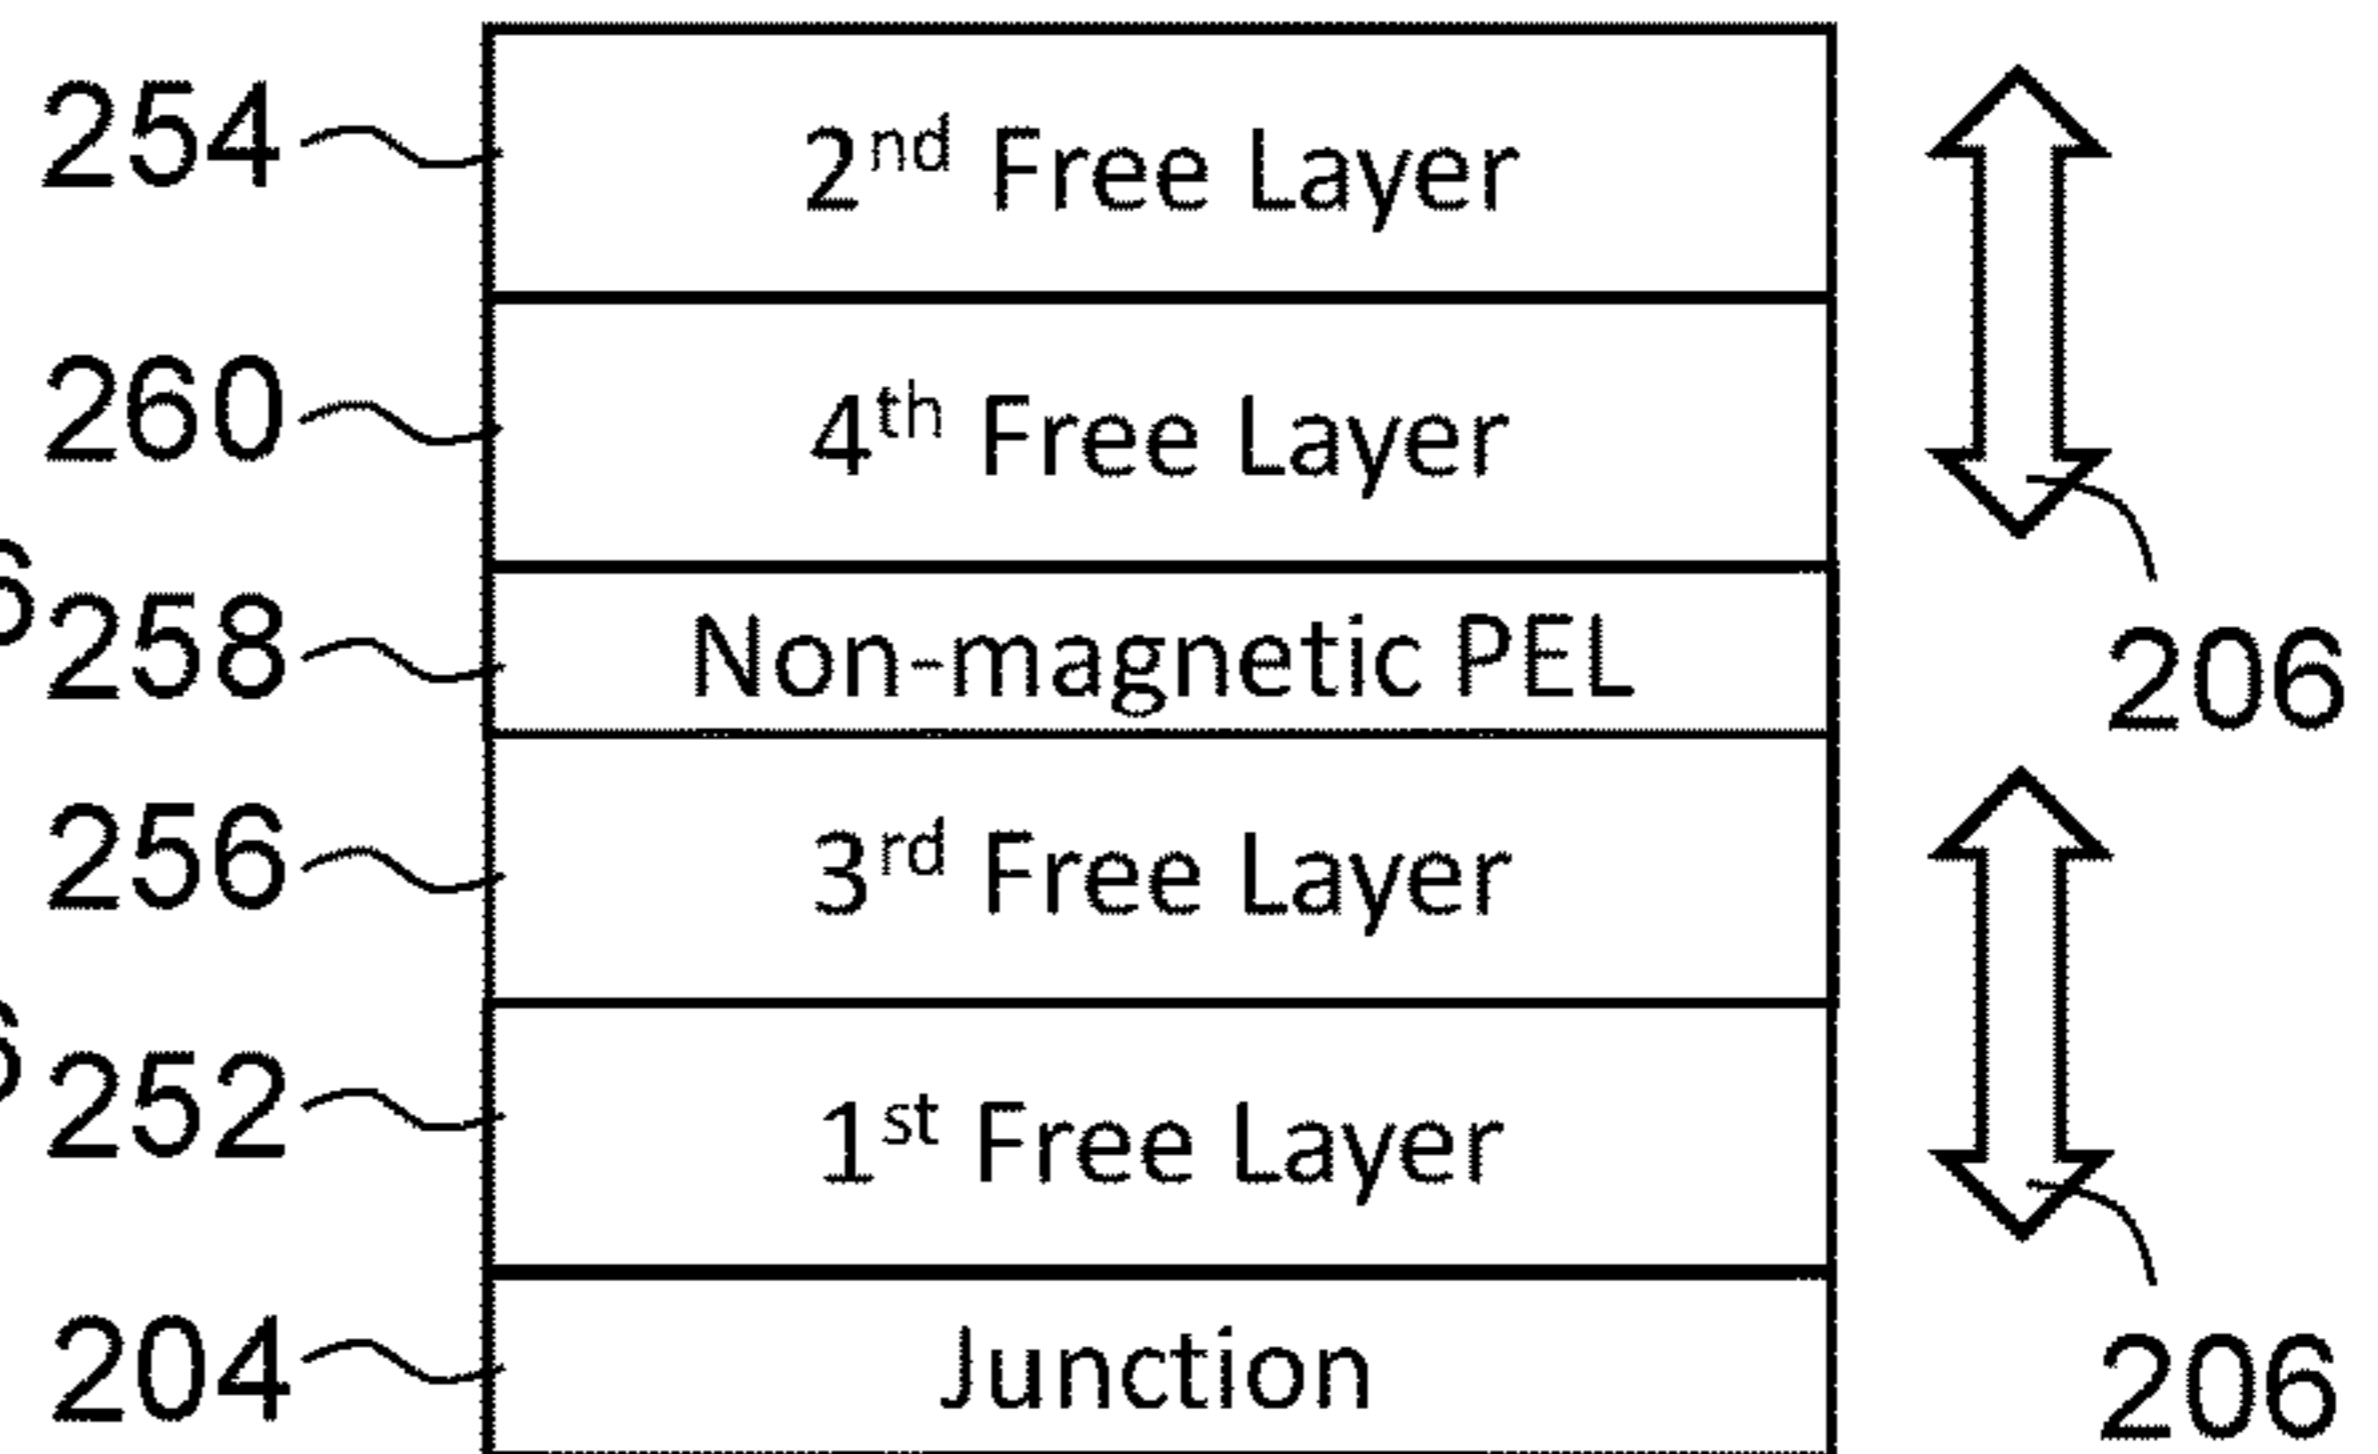 254 2nd Free Layer
260 4th Free Layer
258 Non-magnetic PEL
206
256 3rd Free Layer
252 1st Free Layer
204 Junction
206